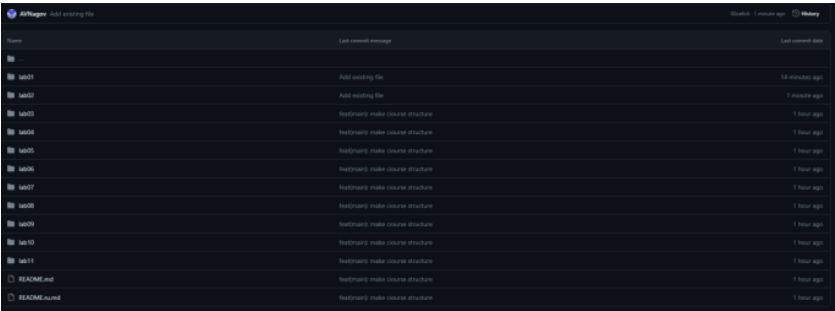 AVNagov Add existing file 1 minute ago History
Name Last commit message Last commit date
..
lab01 Add existing file 14 minutes ago
lab02 Add existing file 1 minute ago
lab03 feat(main): make course structure 1 hour ago
lab04 feat(main): make course structure 1 hour ago
lab05 feat(main): make course structure 1 hour ago
lab06 feat(main): make course structure 1 hour ago
lab07 feat(main): make course structure 1 hour ago
lab08 feat(main): make course structure 1 hour ago
lab09 feat(main): make course structure 1 hour ago
lab10 feat(main): make course structure 1 hour ago
lab11 feat(main): make course structure 1 hour ago
README.md feat(main): make course structure 1 hour ago
README.ru.md feat(main): make course structure 1 hour ago